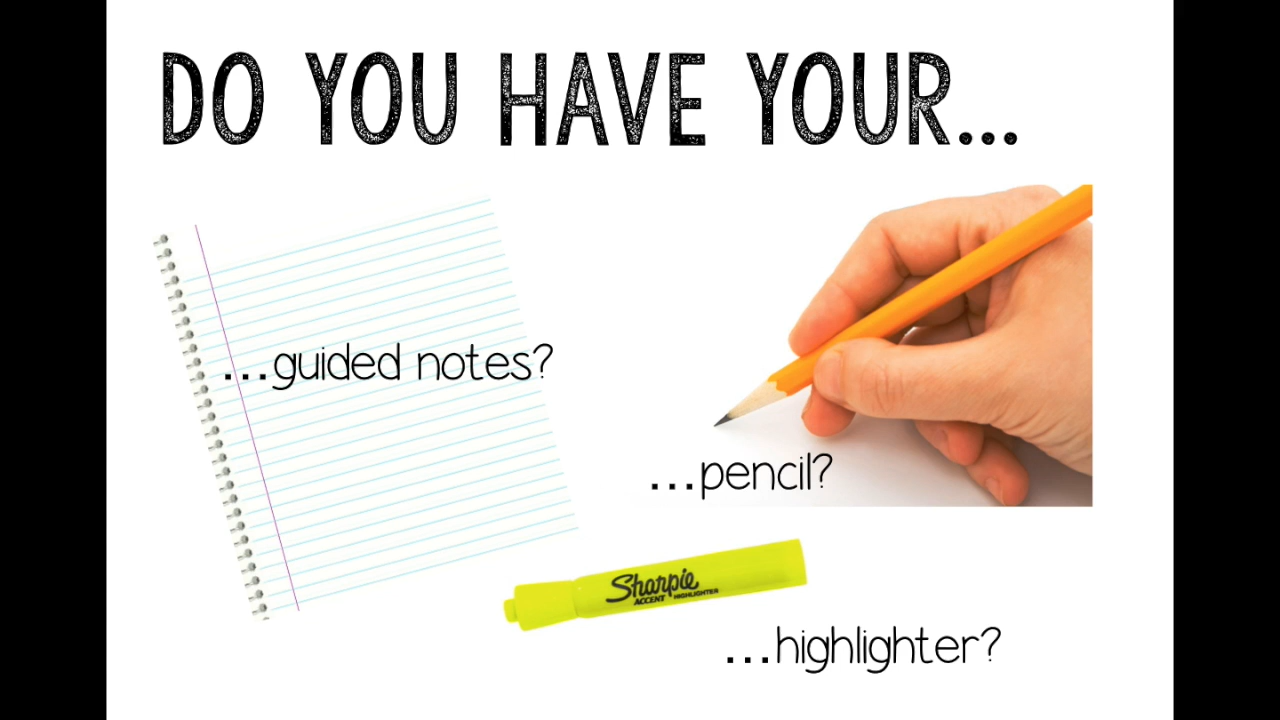 DO YOU HAVE YOUR...
...guided notes?
...pencil?
Sharpie
ACCENT HIGHLIGHTER
...highlighter?